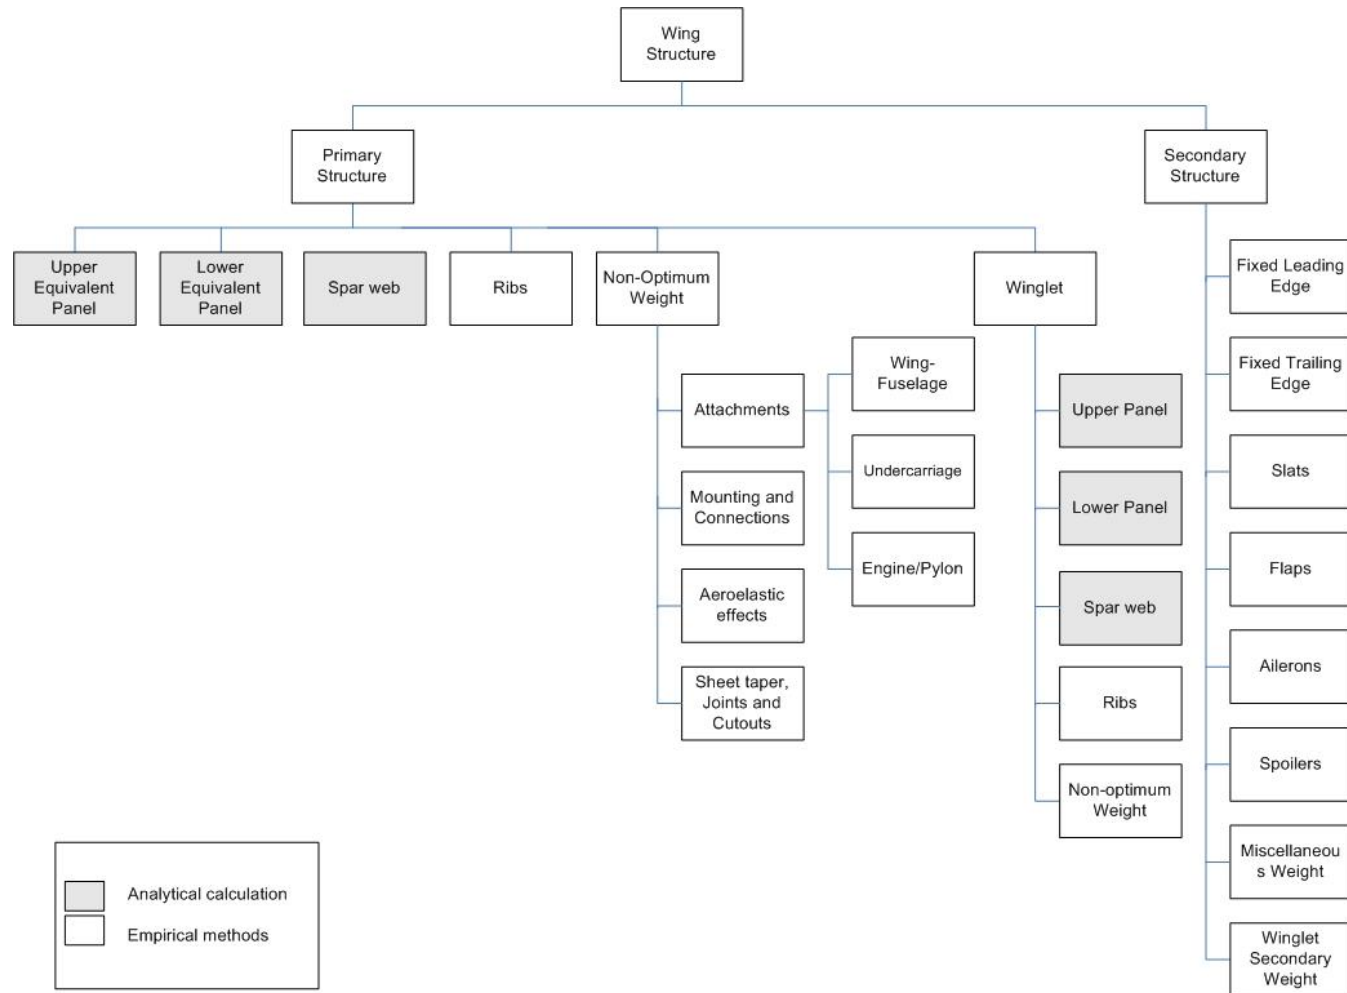 Wing
Structure
Primary
Structure
Secondary
Structure
Upper
Equivalent
Panel
Lower
Equivalent
Panel
Spar web
Ribs
Non-Optimum
Weight
Winglet
Fixed Leading
Edge
Wing-
Fuselage
Fixed Trailing
Edge
Attachments
Upper Panel
Undercarriage
Slats
Mounting and
Connections
Lower Panel
Engine/Pylon
Flaps
Aeroelastic
effects
Spar web
Ailerons
Sheet taper,
Joints and
Cutouts
Ribs
Spoilers
Non-optimum
Weight
Miscellaneou
s Weight
Winglet
Secondary
Weight
Analytical calculation
Empirical methods